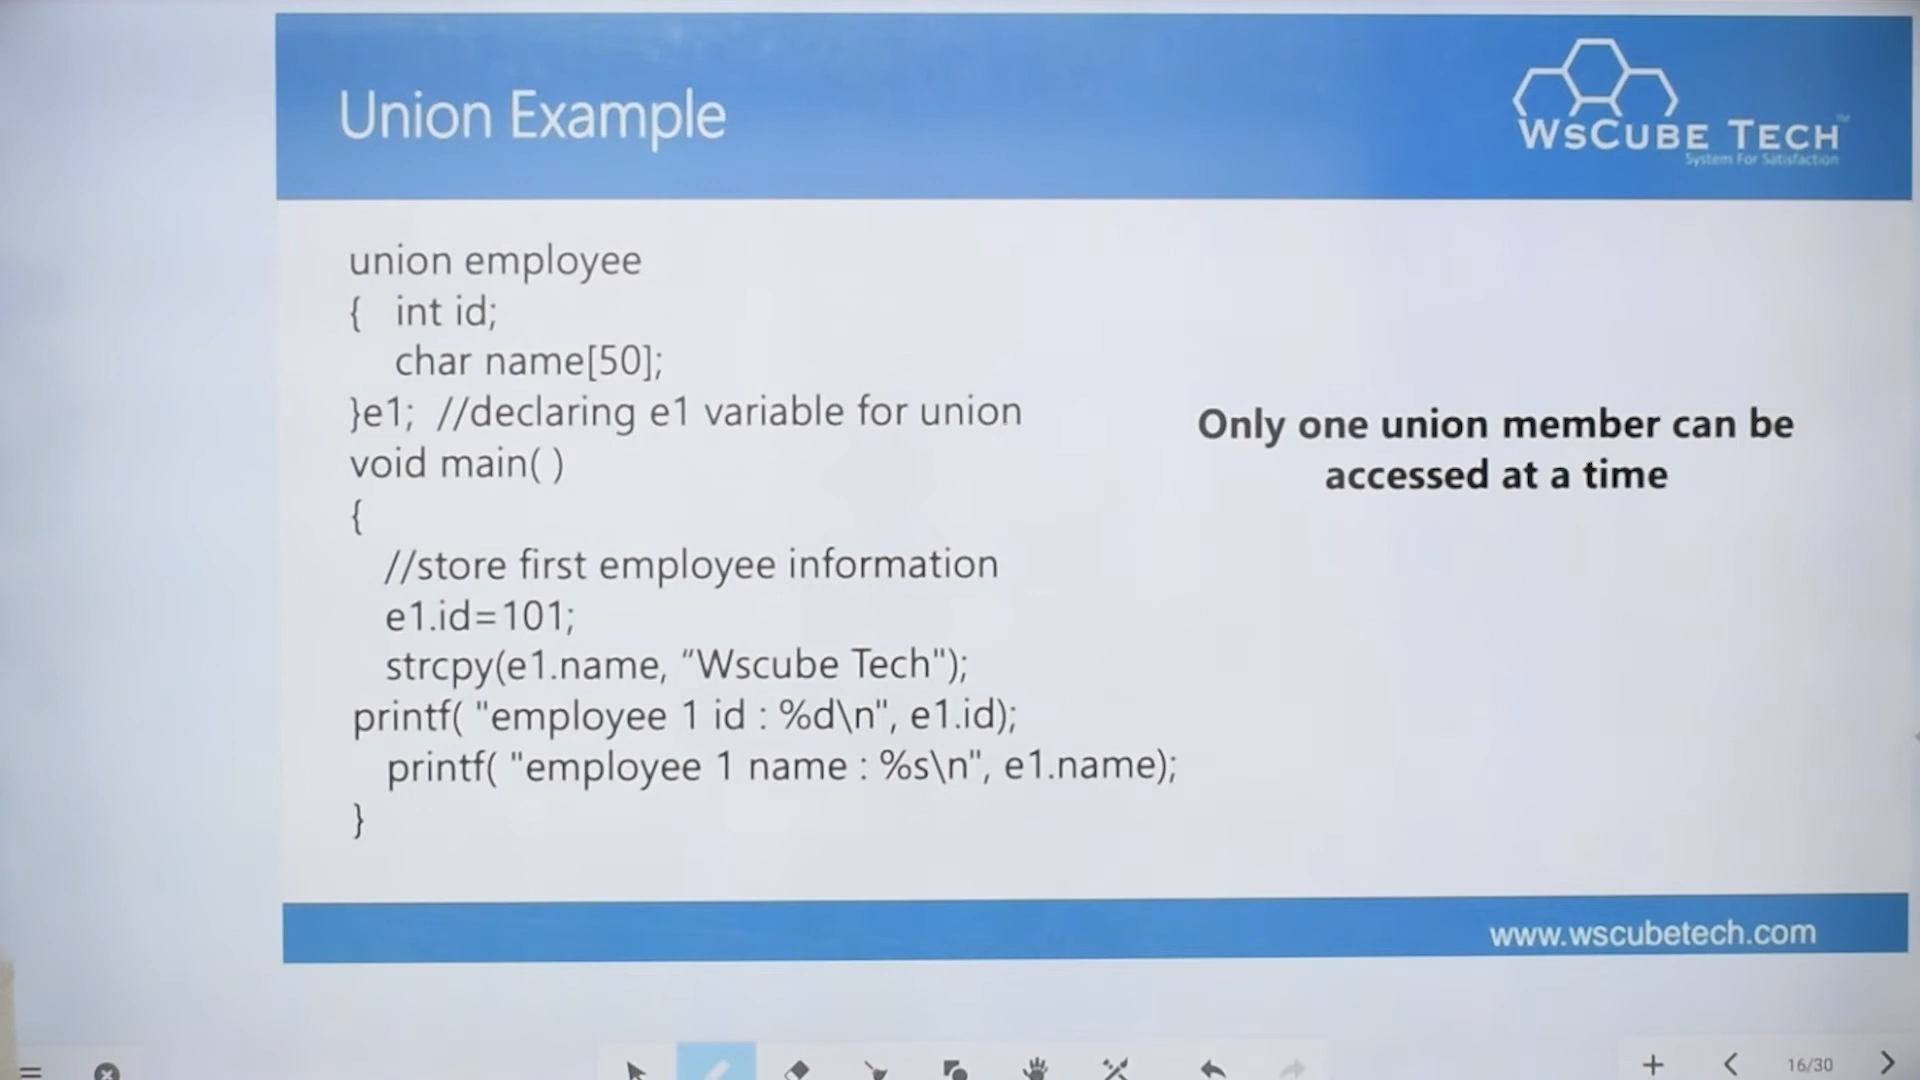 Union Example
WsCube Tech™
System For Satisfaction
union employee
{ int id;
char name[50];
}e1; //declaring e1 variable for union
void main( )
{
//store first employee information
e1.id=101;
strcpy(e1.name, “Wscube Tech");
printf( "employee 1 id : %d\n", e1.id);
printf( "employee 1 name : %s\n", e1.name);
}
Only one union member can be
accessed at a time
www.wscubetech.com
16/30